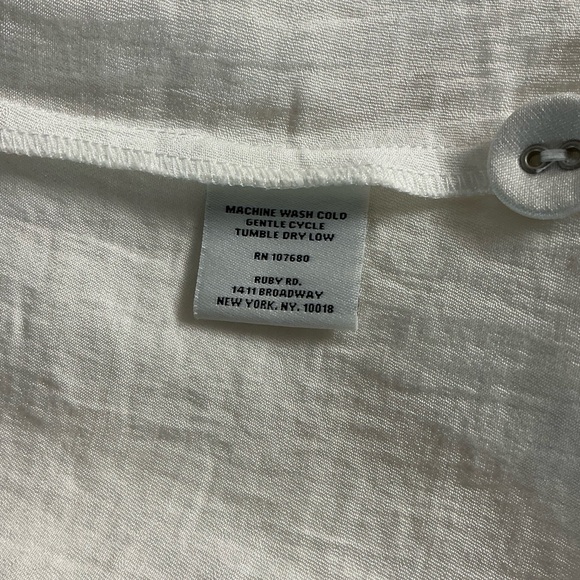 MACHINE WASH COLD
GENTLE CYCLE
TUMBLE DRY LOW
RN 107680
RUBY RD.
1411 BROADWAY
NEW YORK. NY. 10018